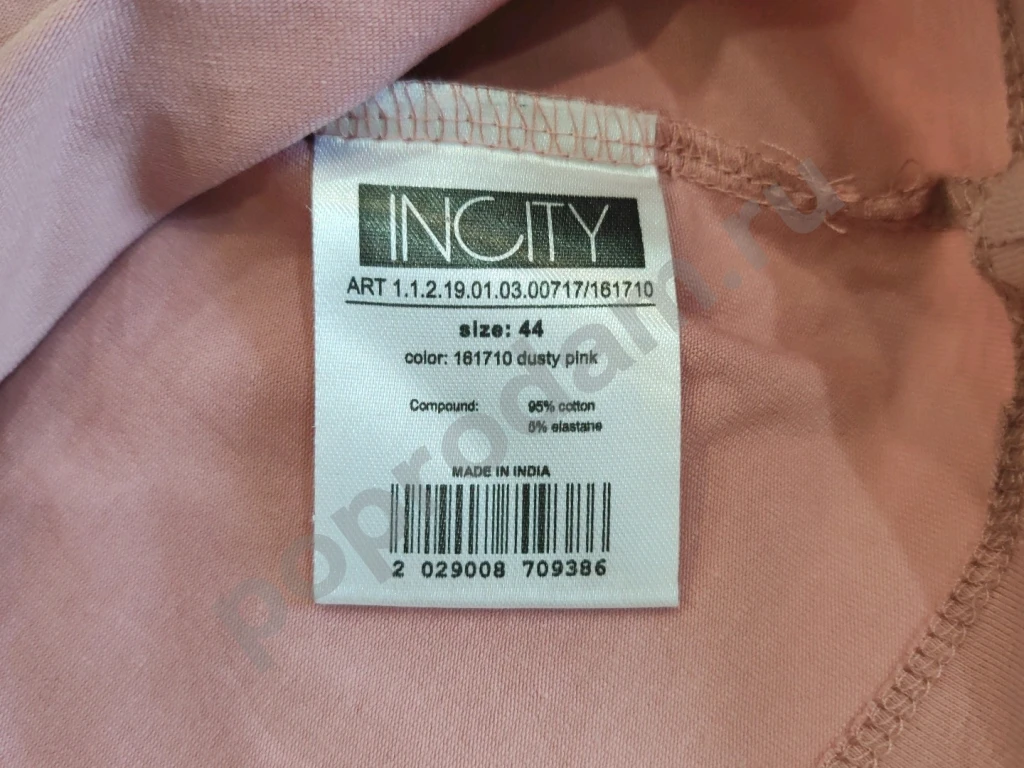 INCITY
ART 1.1.2.19.01.03.00717/161710
size: 44
color: 161710 dusty pink
Compound: 95% cotton
5% elastane
MADE IN INDIA
2 029008 709386
poprodam.ru